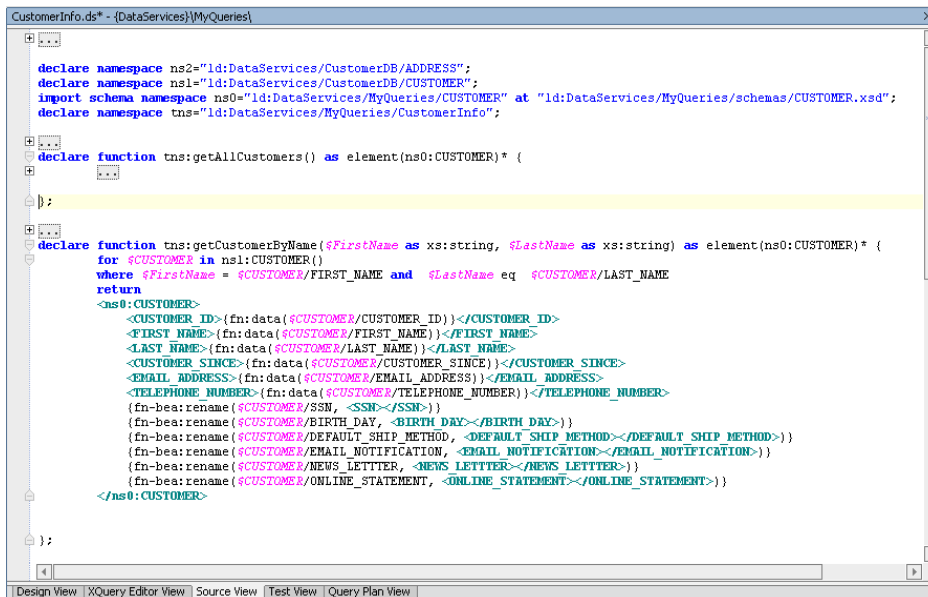 CustomerInfo.ds* - {DataServices}\MyQueries\
...
declare namespace ns2="ld:DataServices/CustomerDB/ADDRESS";
declare namespace ns1="ld:DataServices/CustomerDB/CUSTOMER";
import schema namespace ns0="ld:DataServices/MyQueries/CUSTOMER" at "ld:DataServices/MyQueries/schemas/CUSTOMER.xsd";
declare namespace tns="ld:DataServices/MyQueries/CustomerInfo";
...
declare function tns:getAllCustomers() as element(ns0:CUSTOMER)* {
...
};
...
declare function tns:getCustomerByName($FirstName as xs:string, $LastName as xs:string) as element(ns0:CUSTOMER)* {
for $CUSTOMER in ns1:CUSTOMER()
where $FirstName = $CUSTOMER/FIRST_NAME and  $LastName eq  $CUSTOMER/LAST_NAME
return
<ns0:CUSTOMER>
<CUSTOMER_ID>{fn:data($CUSTOMER/CUSTOMER_ID)}</CUSTOMER_ID>
<FIRST_NAME>{fn:data($CUSTOMER/FIRST_NAME)}</FIRST_NAME>
<LAST_NAME>{fn:data($CUSTOMER/LAST_NAME)}</LAST_NAME>
<CUSTOMER_SINCE>{fn:data($CUSTOMER/CUSTOMER_SINCE)}</CUSTOMER_SINCE>
<EMAIL_ADDRESS>{fn:data($CUSTOMER/EMAIL_ADDRESS)}</EMAIL_ADDRESS>
<TELEPHONE_NUMBER>{fn:data($CUSTOMER/TELEPHONE_NUMBER)}</TELEPHONE_NUMBER>
{fn-bea:rename($CUSTOMER/SSN, <SSN></SSN>)}
{fn-bea:rename($CUSTOMER/BIRTH_DAY, <BIRTH_DAY></BIRTH_DAY>)}
{fn-bea:rename($CUSTOMER/DEFAULT_SHIP_METHOD, <DEFAULT_SHIP_METHOD></DEFAULT_SHIP_METHOD>)}
{fn-bea:rename($CUSTOMER/EMAIL_NOTIFICATION, <EMAIL_NOTIFICATION></EMAIL_NOTIFICATION>)}
{fn-bea:rename($CUSTOMER/NEWS_LETTTER, <NEWS_LETTTER></NEWS_LETTTER>)}
{fn-bea:rename($CUSTOMER/ONLINE_STATEMENT, <ONLINE_STATEMENT></ONLINE_STATEMENT>)}
</ns0:CUSTOMER>
};
Design View XQuery Editor View Source View Test View Query Plan View